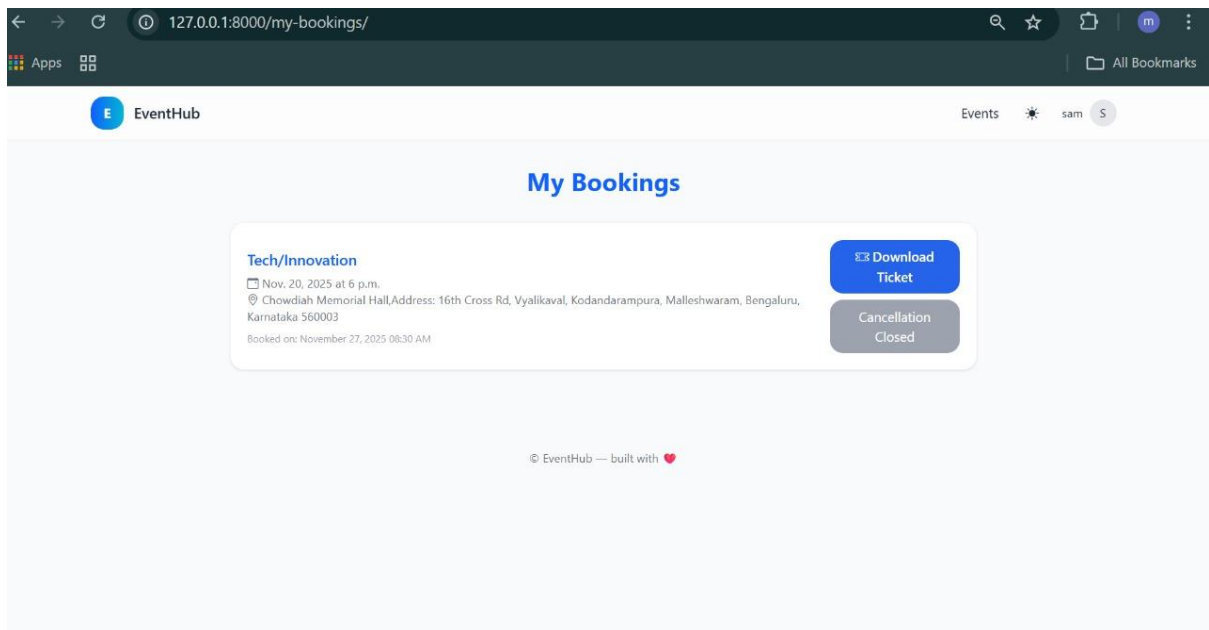 127.0.0.1:8000/my-bookings/
m
Apps
All Bookmarks
E EventHub
Events
sam S
My Bookings
Tech/Innovation
Nov. 20, 2025 at 6 p.m.
Chowdiah Memorial Hall,Address: 16th Cross Rd, Vyalikaval, Kodandarampura, Malleshwaram, Bengaluru,
Karnataka 560003
Booked on: November 27, 2025 08:30 AM
Download
Ticket
Cancellation
Closed
© EventHub — built with ❤